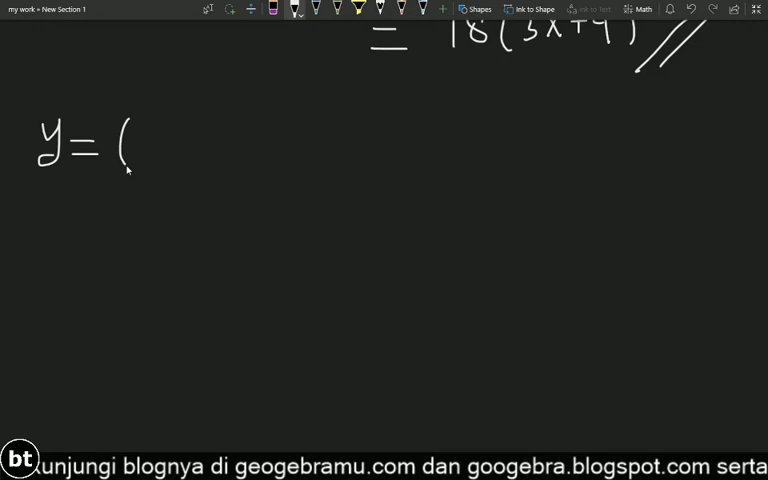 my work » New Section 1
Shapes Ink to Shape Ink to Text Math
= 18(3x+4)
y = (
bt
kunjungi blognya di geogebramu.com dan googebra.blogspot.com serta